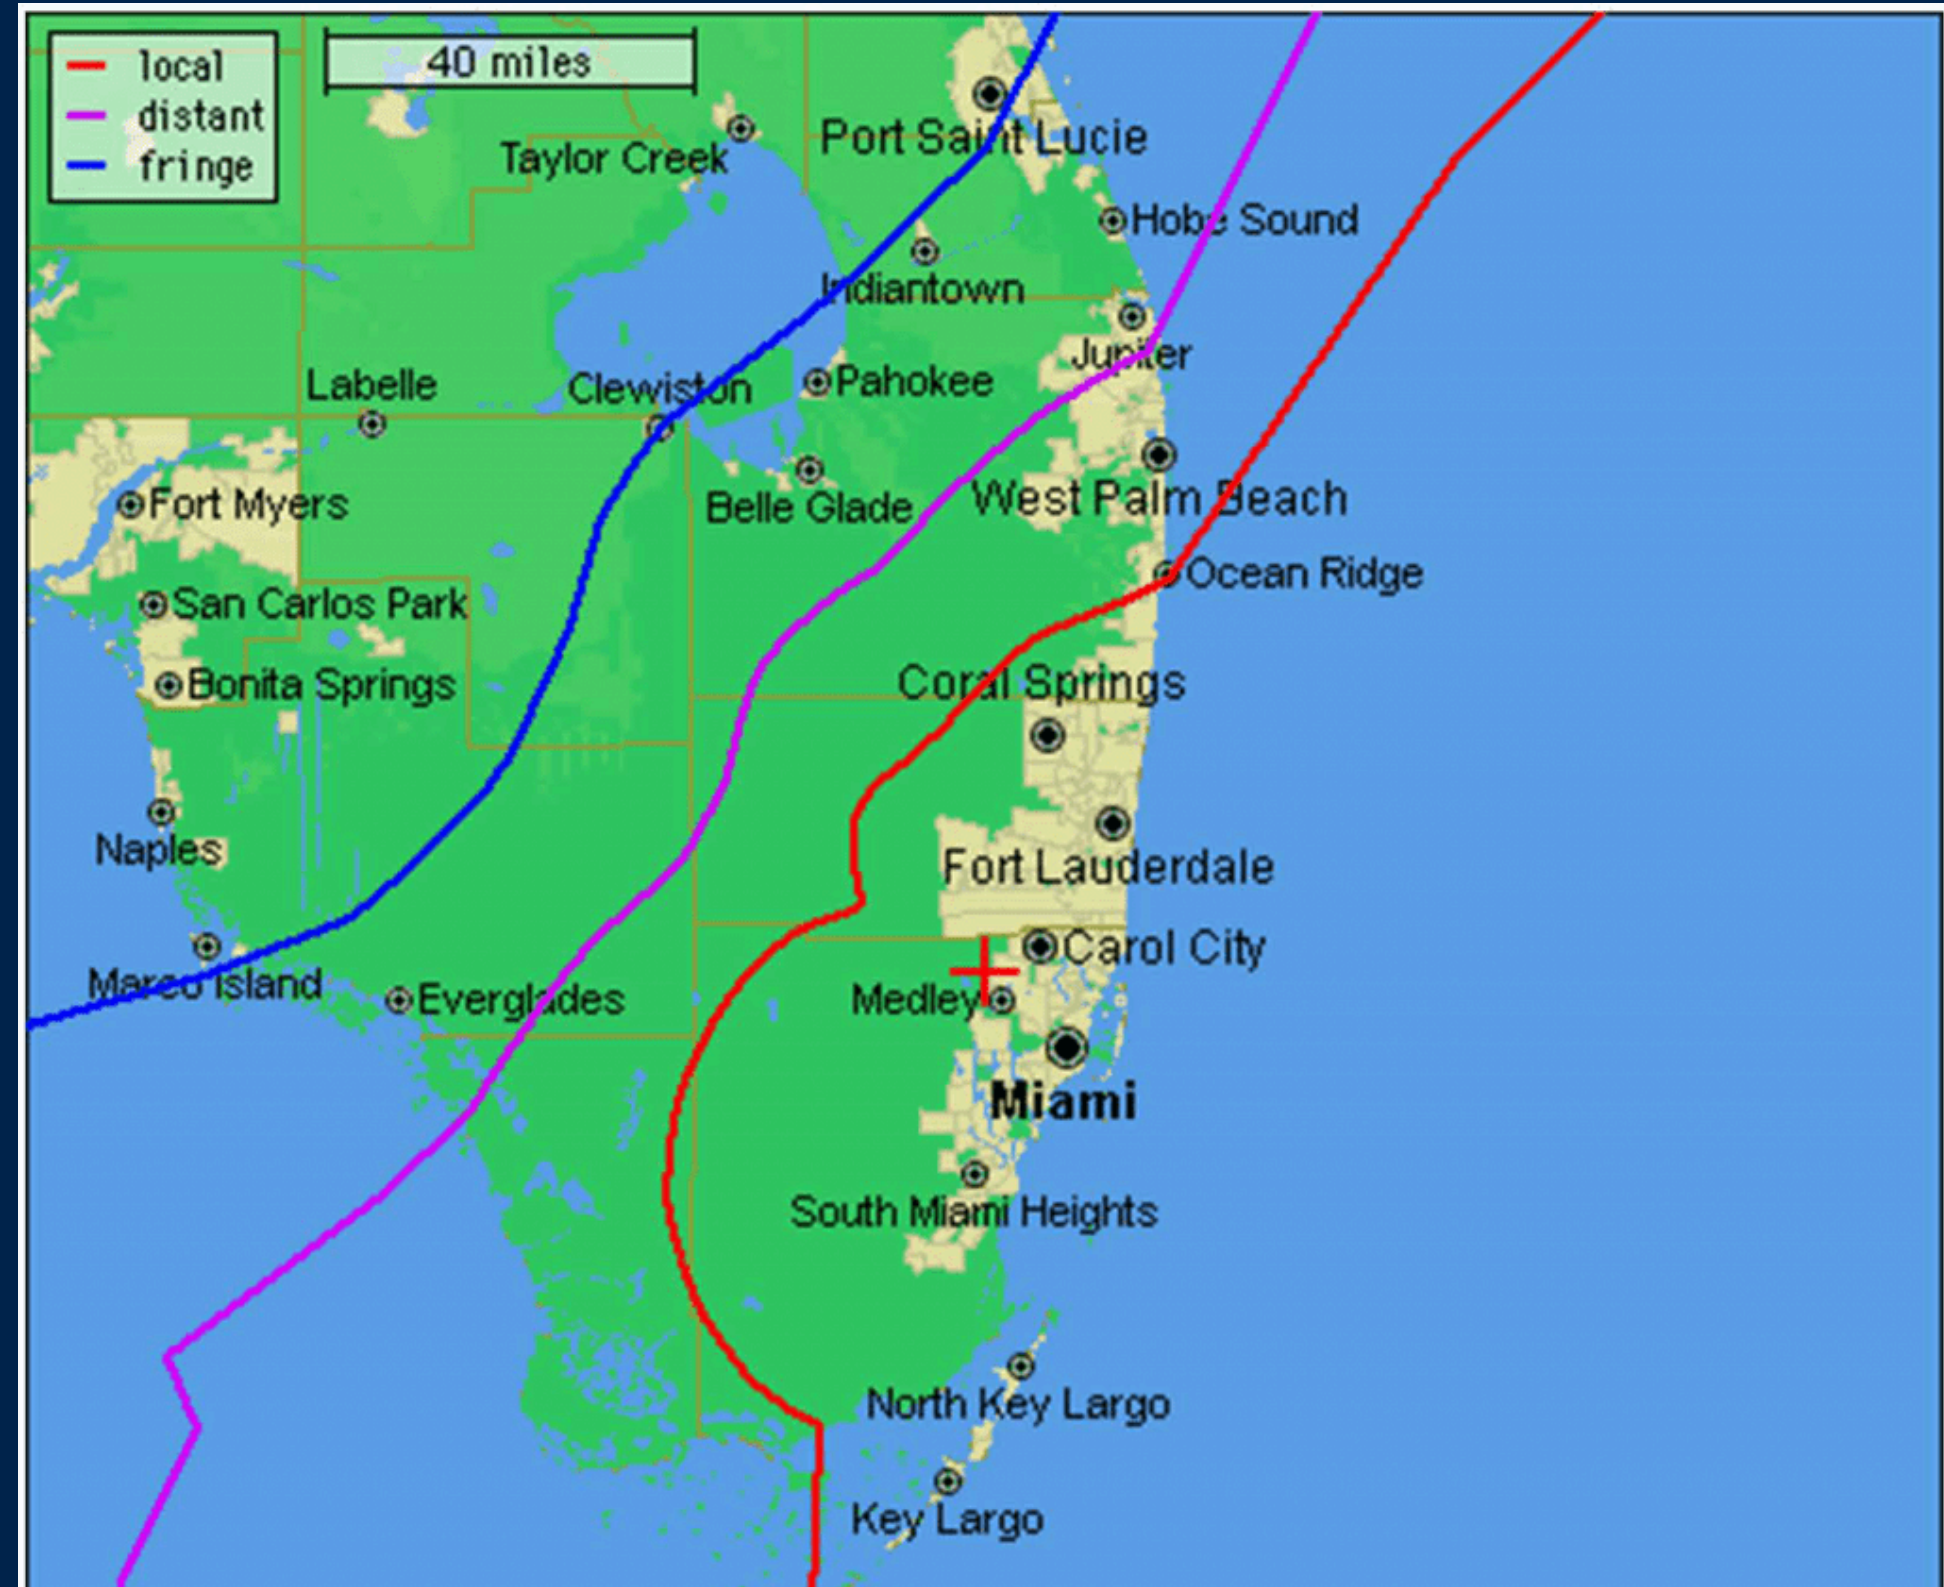 local
40 miles
distant
fringe
Port Saint Lucie
Taylor Creek
Hobe Sound
Indiantown
Jupiter
Labelle
Clewiston
Pahokee
Fort Myers
Belle Glade
West Palm Beach
Ocean Ridge
San Carlos Park
Bonita Springs
Coral Springs
Naples
Fort Lauderdale
Carol City
Marco Island
Everglades
Medley
Miami
South Miami Heights
North Key Largo
Key Largo